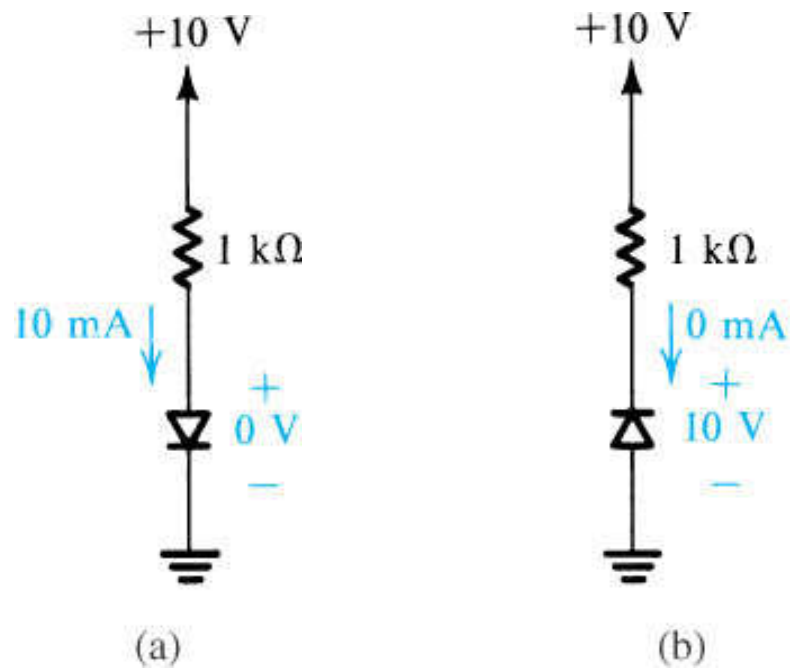 +10 V
1 kΩ
10 mA
+
0 V
−
(a)
+10 V
1 kΩ
0 mA
+
10 V
−
(b)